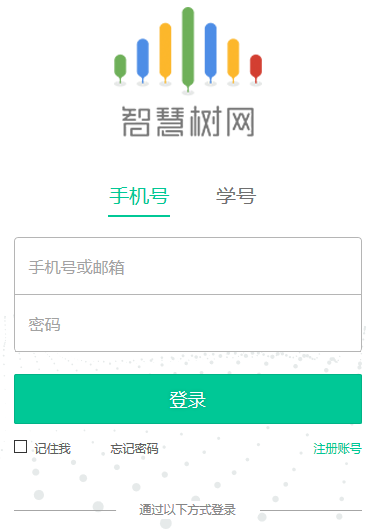 智慧树网
手机号 学号
手机号或邮箱
密码
登录
记住我 忘记密码 注册账号
通过以下方式登录